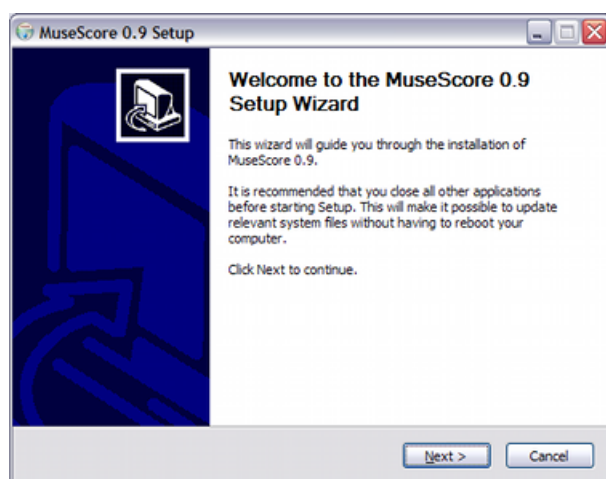 MuseScore 0.9 Setup
Welcome to the MuseScore 0.9
Setup Wizard
This wizard will guide you through the installation of
MuseScore 0.9.
It is recommended that you close all other applications
before starting Setup. This will make it possible to update
relevant system files without having to reboot your
computer.
Click Next to continue.
Next >
Cancel